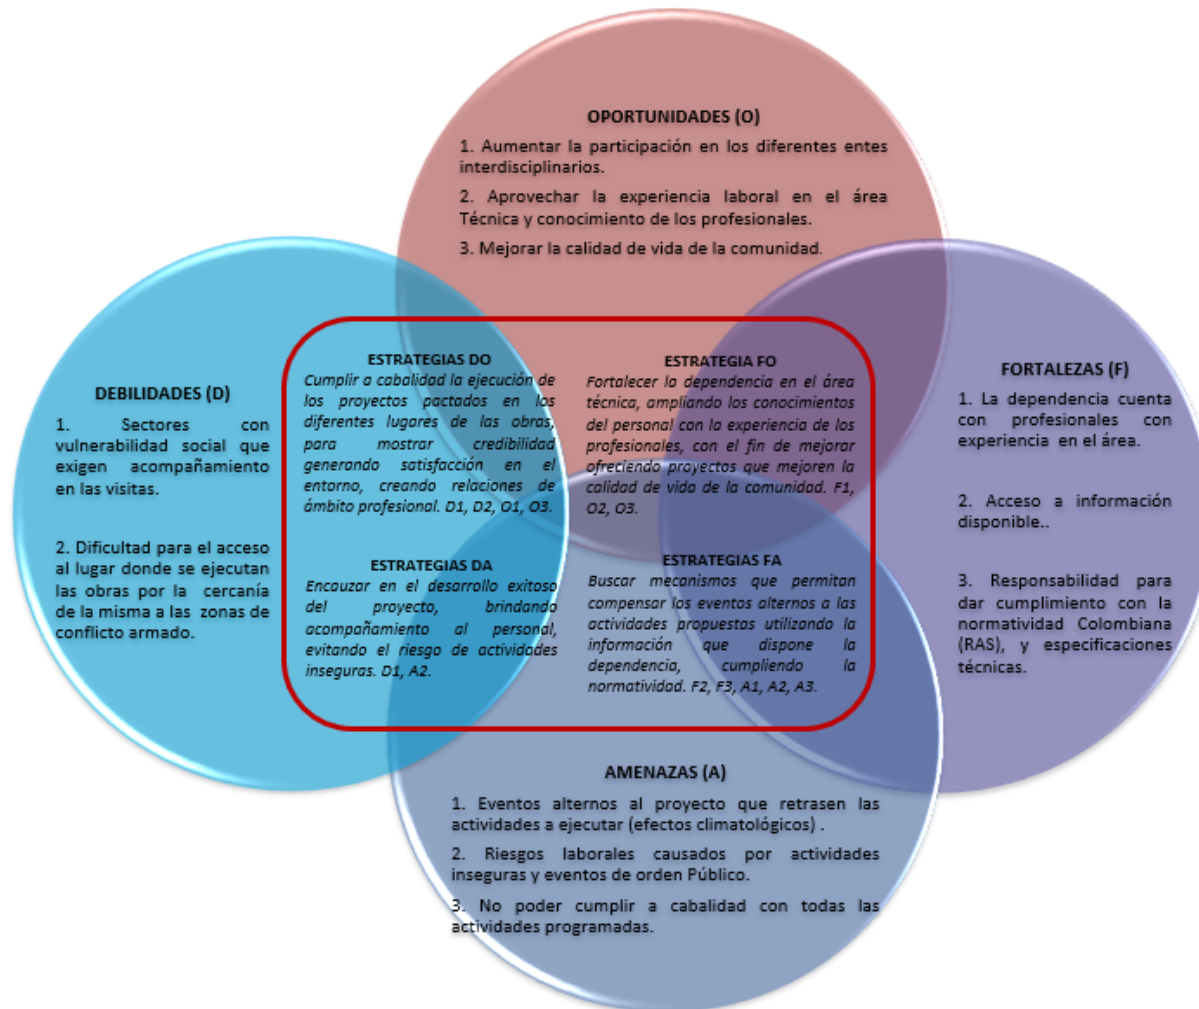 OPORTUNIDADES (O)
1. Aumentar la participación en los diferentes entes
interdisciplinarios.
2. Aprovechar la experiencia laboral en el área
Técnica y conocimiento de los profesionales.
3. Mejorar la calidad de vida de la comunidad.
DEBILIDADES (D)
1. Sectores con
vulnerabilidad social que
exigen acompañamiento
en las visitas.
2. Dificultad para el acceso
al lugar donde se ejecutan
las obras por la cercanía
de la misma a las zonas de
conflicto armado.
ESTRATEGIAS DO
Cumplir a cabalidad la ejecución de
los proyectos pactados en los
diferentes lugares de las obras,
para mostrar credibilidad
generando satisfacción en el
entorno, creando relaciones de
ámbito profesional. D1, D2, O1, O3.
ESTRATEGIA FO
Fortalecer la dependencia en el área
técnica, ampliando los conocimientos
del personal con la experiencia de los
profesionales, con el fin de mejorar
ofreciendo proyectos que mejoren la
calidad de vida de la comunidad. F1,
O2, O3.
ESTRATEGIAS DA
Encauzar en el desarrollo exitoso
del proyecto, brindando
acompañamiento al personal,
evitando el riesgo de actividades
inseguras. D1, A2.
ESTRATEGIAS FA
Buscar mecanismos que permitan
compensar los eventos alternos a las
actividades propuestas utilizando la
información que dispone la
dependencia, cumpliendo la
normatividad. F2, F3, A1, A2, A3.
FORTALEZAS (F)
1. La dependencia cuenta
con profesionales con
experiencia en el área.
2. Acceso a información
disponible..
3. Responsabilidad para
dar cumplimiento con la
normatividad Colombiana
(RAS), y especificaciones
técnicas.
AMENAZAS (A)
1. Eventos alternos al proyecto que retrasen las
actividades a ejecutar (efectos climatológicos) .
2. Riesgos laborales causados por actividades
inseguras y eventos de orden Público.
3. No poder cumplir a cabalidad con todas las
actividades programadas.